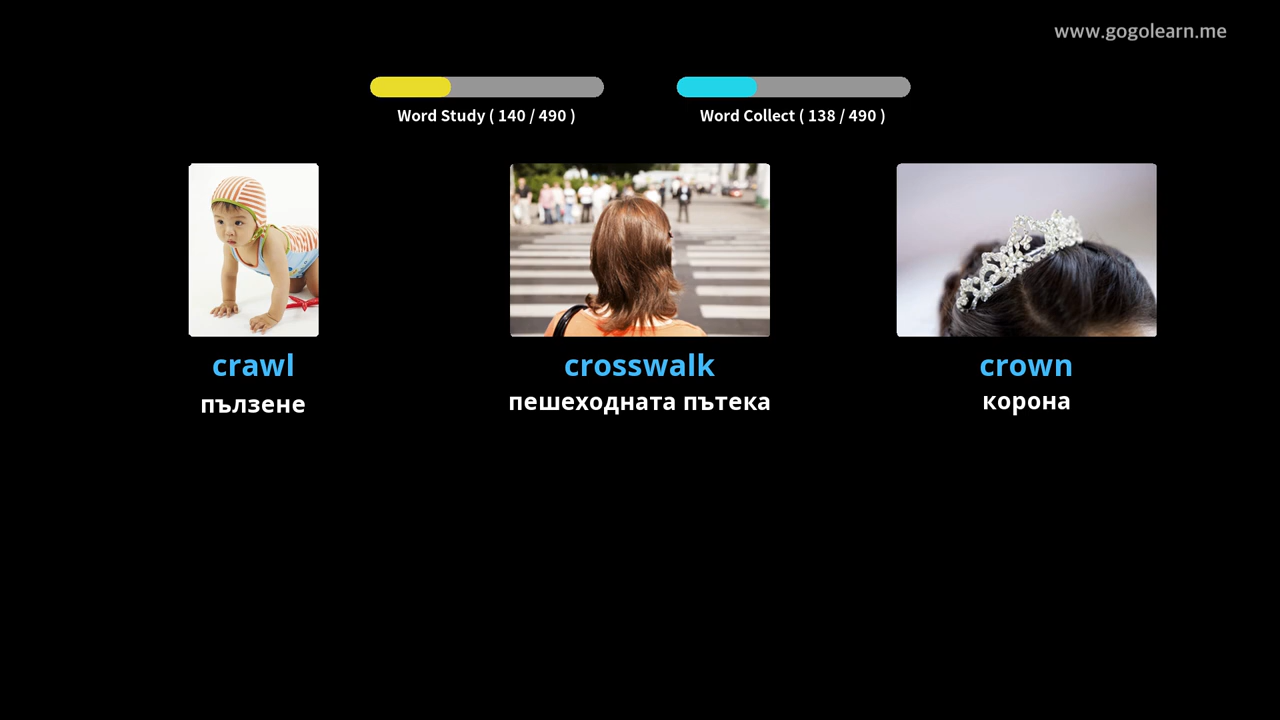 www.gogolearn.me
Word Study ( 140 / 490 )
Word Collect ( 138 / 490 )
crawl
пълзене
crosswalk
пешеходната пътека
crown
корона